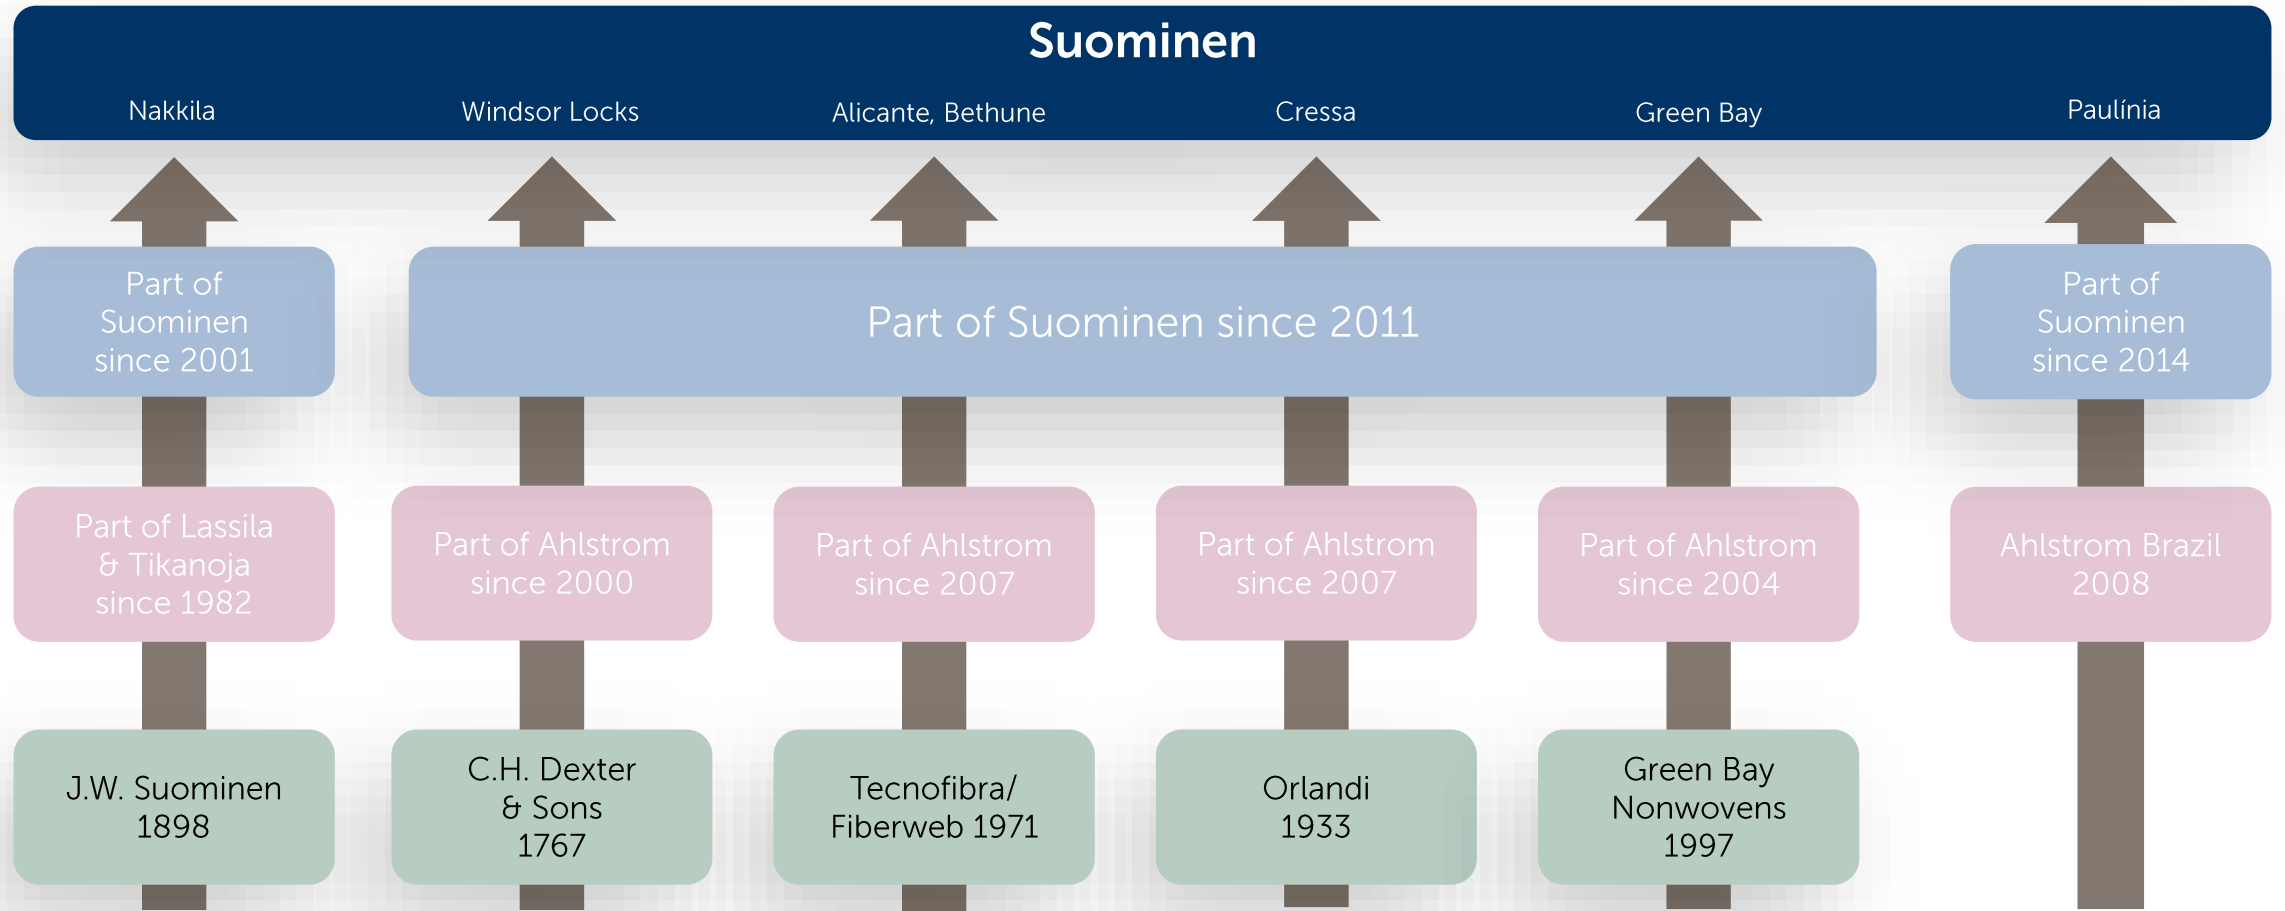 Suominen
Nakkila
Windsor Locks
Alicante, Bethune
Cressa
Green Bay
Paulínia
Part of
Suominen
since 2001
Part of Suominen since 2011
Part of
Suominen
since 2014
Part of Lassila
& Tikanoja
since 1982
Part of Ahlstrom
since 2000
Part of Ahlstrom
since 2007
Part of Ahlstrom
since 2007
Part of Ahlstrom
since 2004
Ahlstrom Brazil
2008
J.W. Suominen
1898
C.H. Dexter
& Sons
1767
Tecnofibra/
Fiberweb 1971
Orlandi
1933
Green Bay
Nonwovens
1997